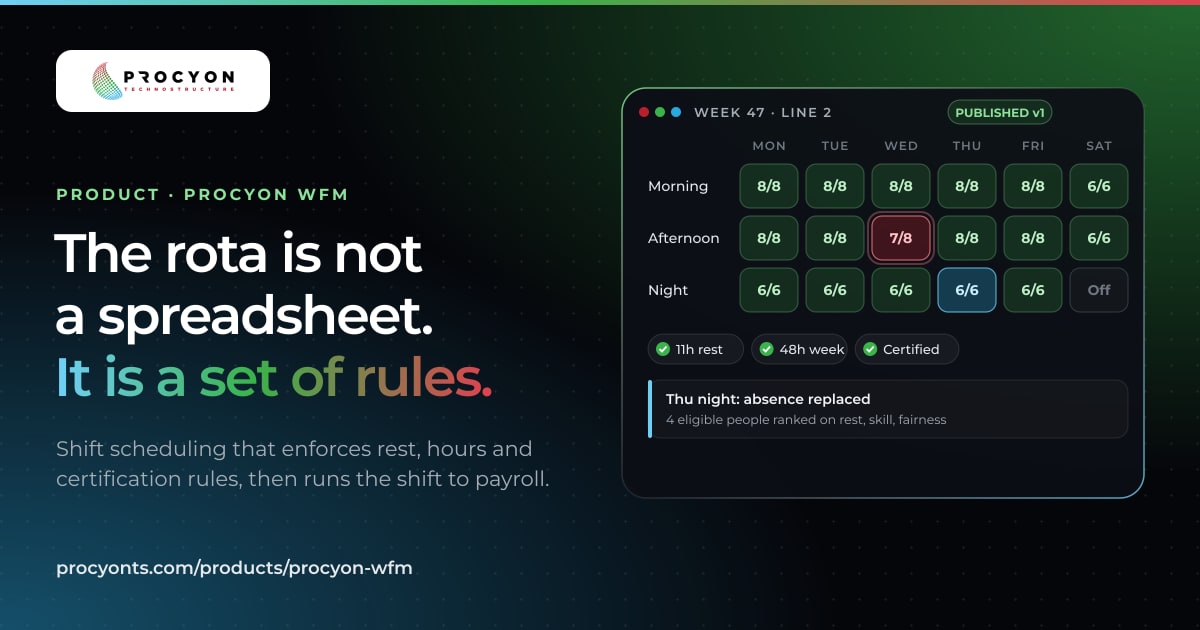 PROCYON
TECHNOSTRUCTURE
PRODUCT · PROCYON WFM
The rota is not
a spreadsheet.
It is a set of rules.
Shift scheduling that enforces rest, hours and
certification rules, then runs the shift to payroll.
procyonts.com/products/procyon-wfm
WEEK 47 · LINE 2
PUBLISHED v1
MON TUE WED THU FRI SAT
Morning 8/8 8/8 8/8 8/8 8/8 6/6
Afternoon 8/8 8/8 7/8 8/8 8/8 6/6
Night 6/6 6/6 6/6 6/6 6/6 Off
11h rest 48h week Certified
Thu night: absence replaced
4 eligible people ranked on rest, skill, fairness